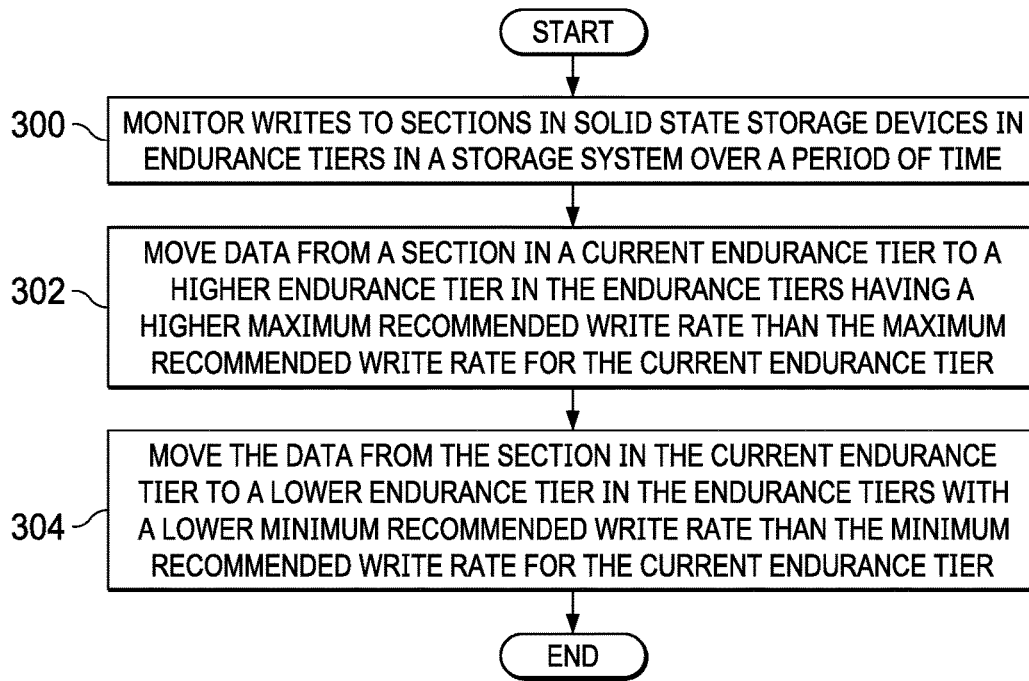 START
300
MONITOR WRITES TO SECTIONS IN SOLID STATE STORAGE DEVICES IN
ENDURANCE TIERS IN A STORAGE SYSTEM OVER A PERIOD OF TIME
302
MOVE DATA FROM A SECTION IN A CURRENT ENDURANCE TIER TO A
HIGHER ENDURANCE TIER IN THE ENDURANCE TIERS HAVING A
HIGHER MAXIMUM RECOMMENDED WRITE RATE THAN THE MAXIMUM
RECOMMENDED WRITE RATE FOR THE CURRENT ENDURANCE TIER
304
MOVE THE DATA FROM THE SECTION IN THE CURRENT ENDURANCE
TIER TO A LOWER ENDURANCE TIER IN THE ENDURANCE TIERS WITH
A LOWER MINIMUM RECOMMENDED WRITE RATE THAN THE MINIMUM
RECOMMENDED WRITE RATE FOR THE CURRENT ENDURANCE TIER
END